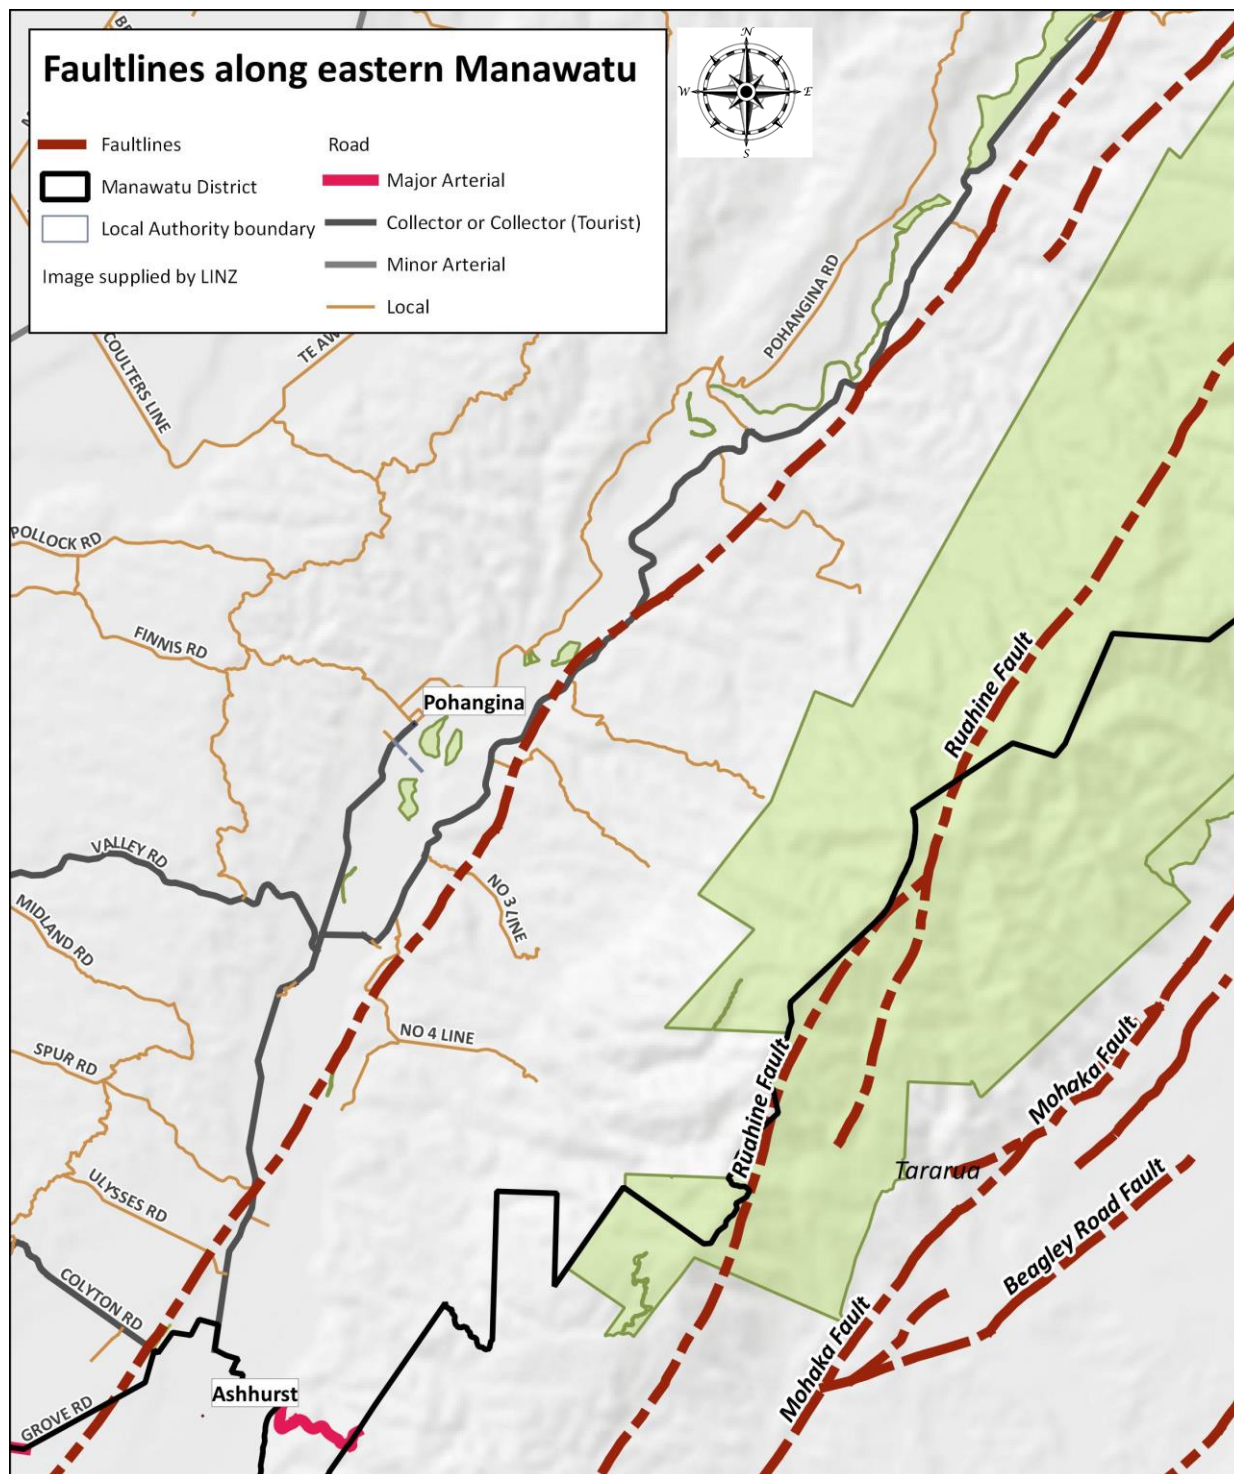 Faultlines along eastern Manawatu
Faultlines
Manawatu District
Local Authority boundary
Image supplied by LINZ
Road
Major Arterial
Collector or Collector (Tourist)
Minor Arterial
Local
N
W
E
S
COULTERS LINE
POHANGINA RD
POLLOCK RD
FINNIS RD
Pohangina
Ruahine Fault
VALLEY RD
MIDLAND RD
NO 3 LINE
NO 4 LINE
SPUR RD
Mohaka Fault
Ruahine Fault
Tararua
ULYSSES RD
Beagley Road Fault
COLYTON RD
Mohaka Fault
Ashhurst
GROVE RD